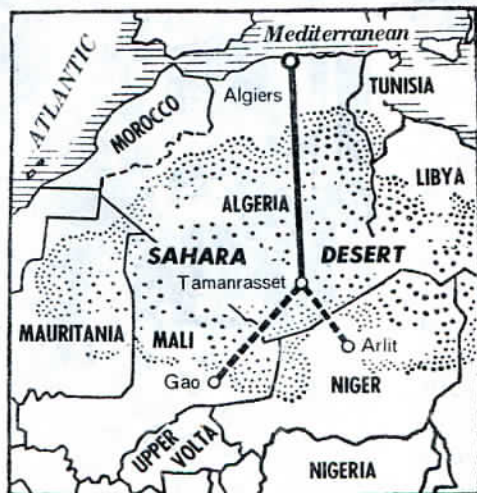 Mediterranean
ATLANTIC
Algiers
TUNISIA
MOROCCO
LIBYA
ALGERIA
SAHARA DESERT
Tamanrasset
MAURITANIA
MALI
Arlit
Gao
NIGER
UPPER
VOLTA
NIGERIA